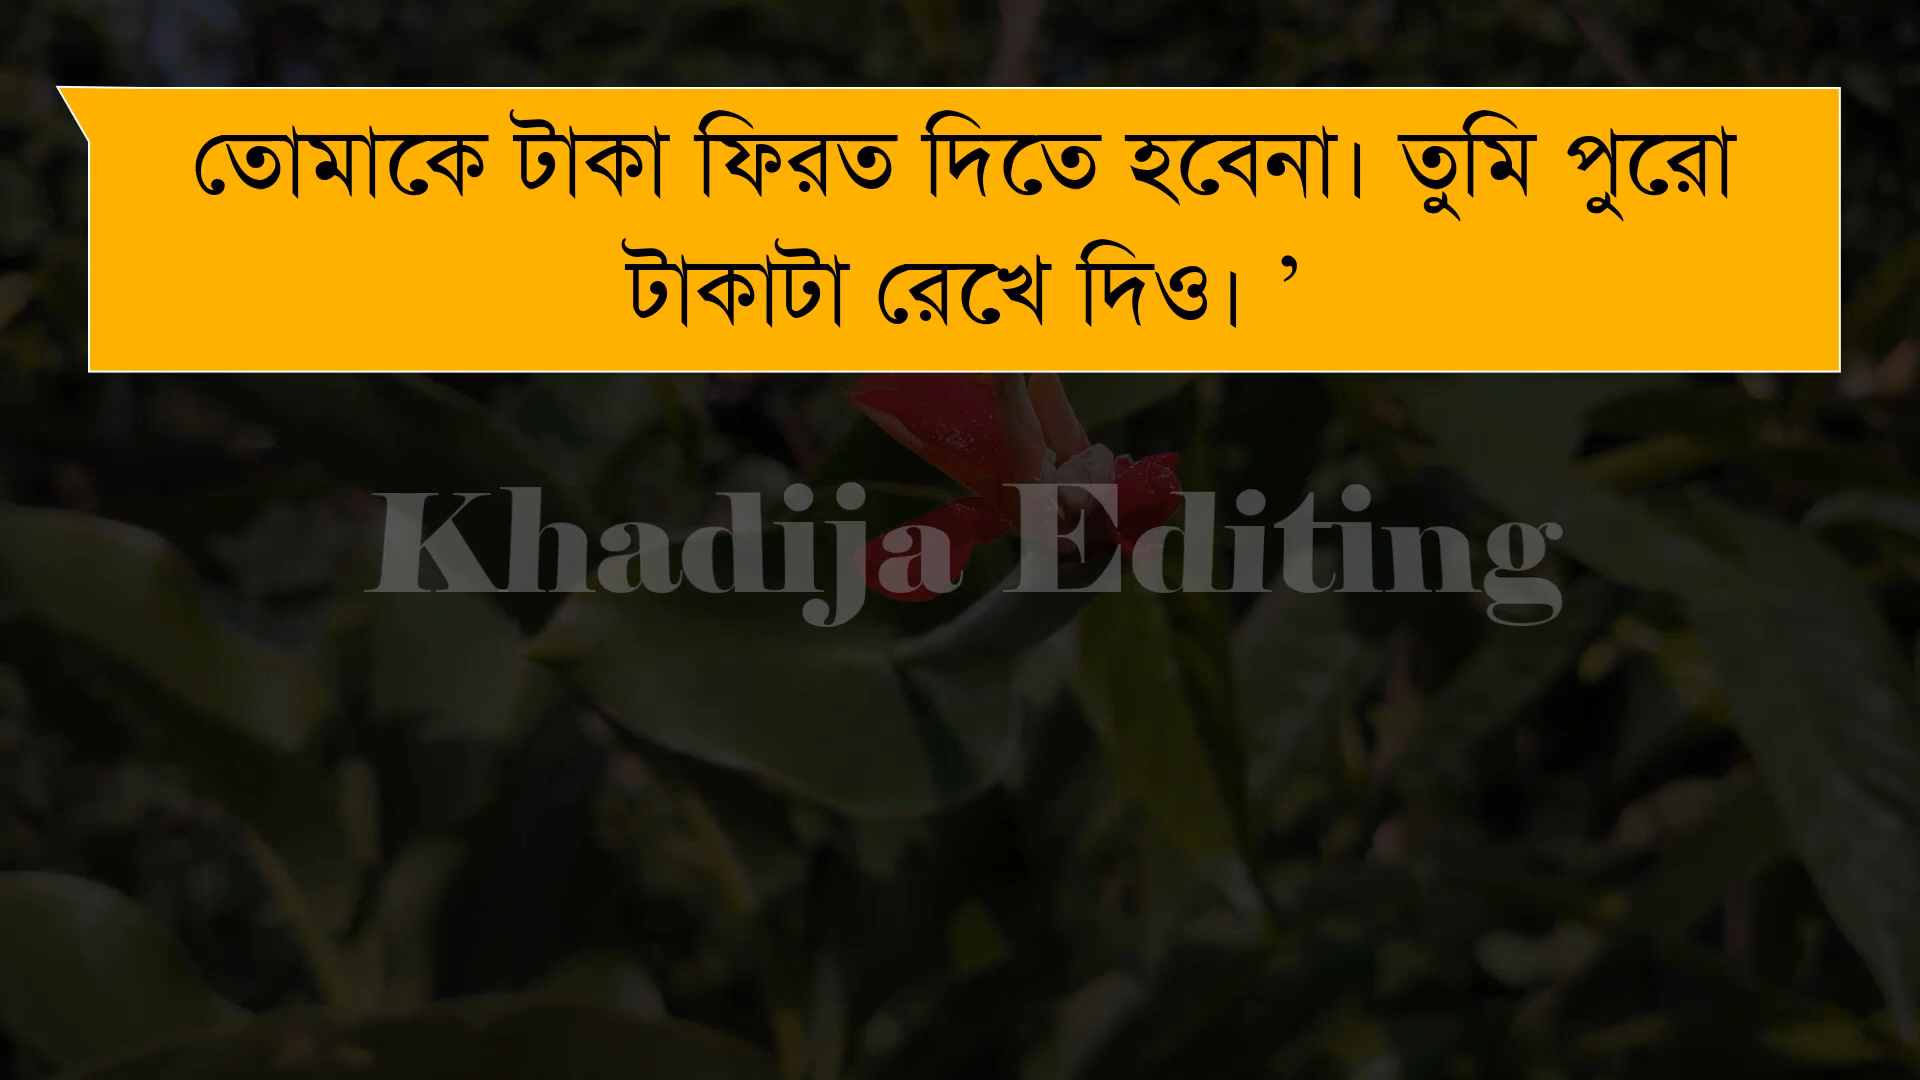 তোমাকে টাকা ফিরত দিতে হবেনা। তুমি পুরো
টাকাটা রেখে দিও। ’
Khadija Editing